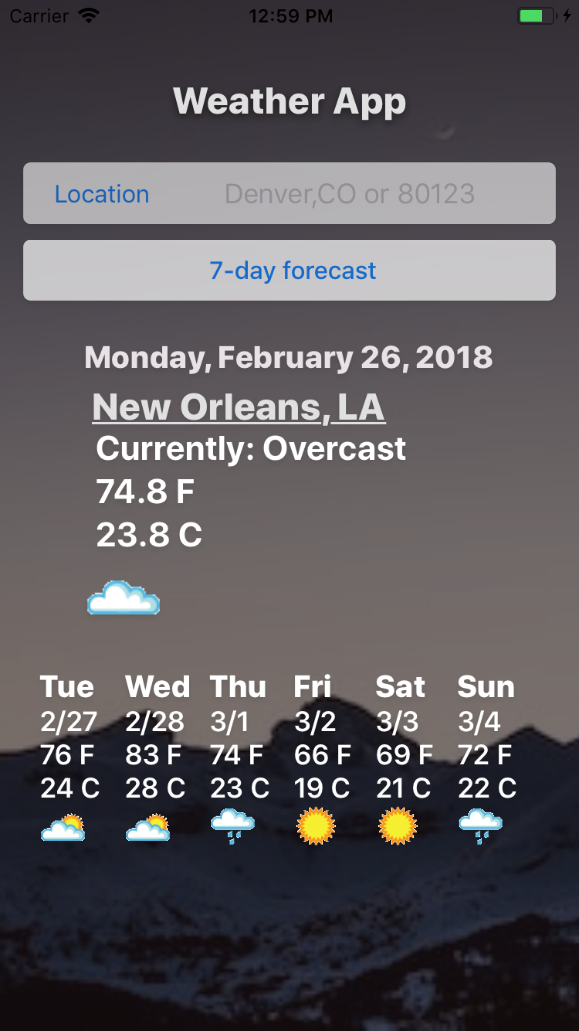 Carrier 12:59 PM
Weather App
Location Denver,CO or 80123
7-day forecast
Monday, February 26, 2018
New Orleans, LA
Currently: Overcast
74.8 F
23.8 C
Tue Wed Thu Fri Sat Sun
2/27 2/28 3/1 3/2 3/3 3/4
76 F 83 F 74 F 66 F 69 F 72 F
24 C 28 C 23 C 19 C 21 C 22 C